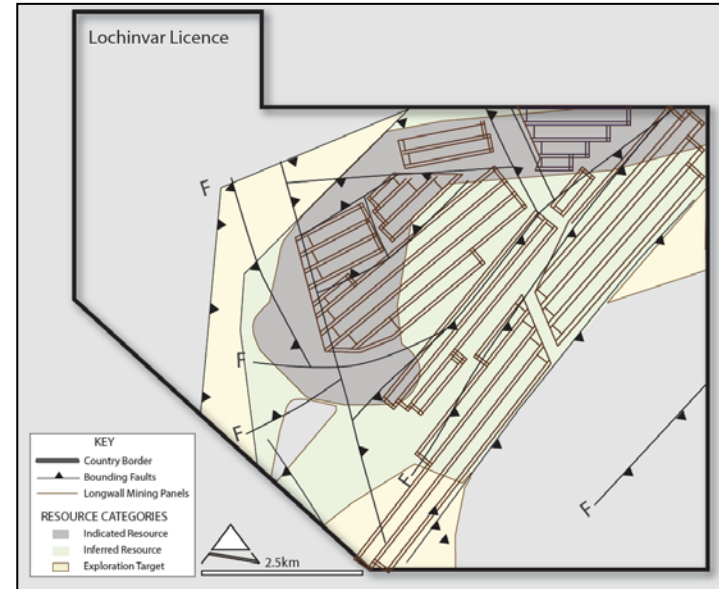 Lochinvar Licence
F
F
F
F
F
KEY
Country Border
Bounding Faults
Longwall Mining Panels
RESOURCE CATEGORIES
Indicated Resource
Inferred Resource
Exploration Target
2.5km